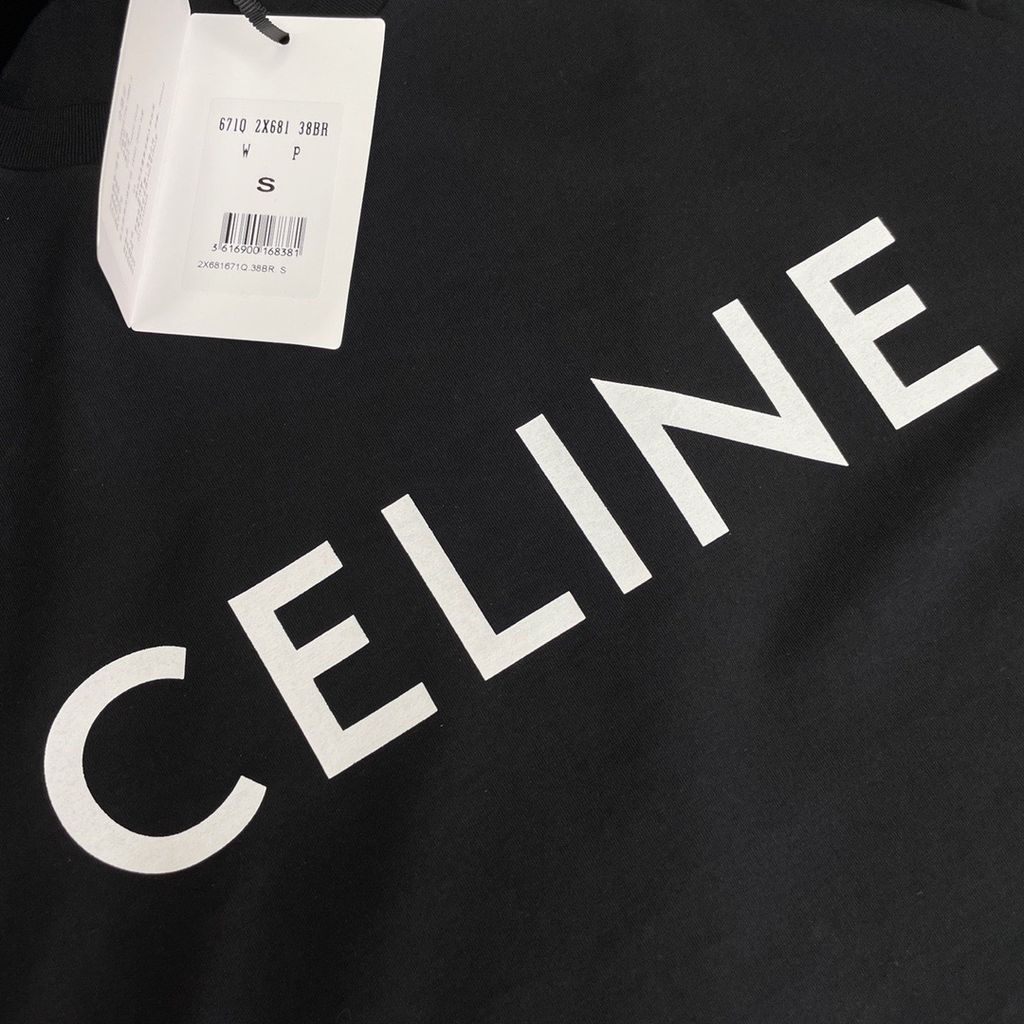 671Q 2X681 38BR
W P
S
3 616900 168381
2X681671Q.38BR. S
CELINE